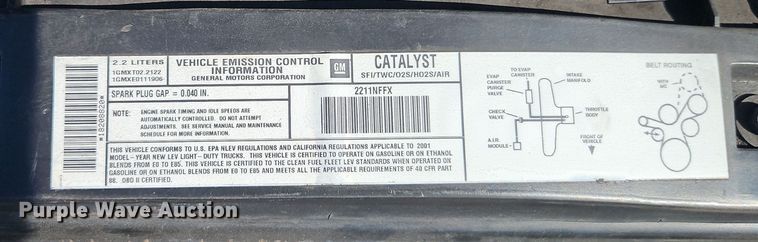 2.2 LITERS
1GMXT02.2122
1GMXE0111906
VEHICLE EMISSION CONTROL
INFORMATION
GENERAL MOTORS CORPORATION
GM
CATALYST
SFI/TWC/O2S/HO2S/AIR
SPARK PLUG GAP = 0.040 IN.
2211NFFX
NOTE: ENGINE SPARK TIMING AND IDLE SPEEDS ARE
AUTOMATICALLY CONTROLLED. DO NOT ATTEMPT
ADJUSTMENTS. SEE SERVICE MANUAL AND MAINTENANCE
SCHEDULE FOR ADDITIONAL INFORMATION.
THIS VEHICLE CONFORMS TO U.S. EPA NLEV REGULATIONS AND CALIFORNIA REGULATIONS APPLICABLE TO 2001
MODEL-YEAR NEW LEV LIGHT-DUTY TRUCKS. THIS VEHICLE IS CERTIFIED TO OPERATE ON GASOLINE OR ON ETHANOL
BLENDS FROM E0 TO E85. THIS VEHICLE IS CERTIFIED TO THE CLEAN FUEL FLEET LEV STANDARDS WHEN OPERATED ON
GASOLINE OR ON ETHANOL BLENDS FROM E0 TO E85 AND MEETS ALL THE APPLICABLE REQUIREMENTS OF 40 CFR PART
88. OBD II CERTIFIED.
TO EVAP
CANISTER
INTAKE
MANIFOLD
EVAP
CANISTER
PURGE
VALVE
CHECK
VALVE
THROTTLE
BODY
A.I.R.
MODULE
FRONT OF
VEHICLE
BELT ROUTING
WITH
A/C
Purple Wave Auction